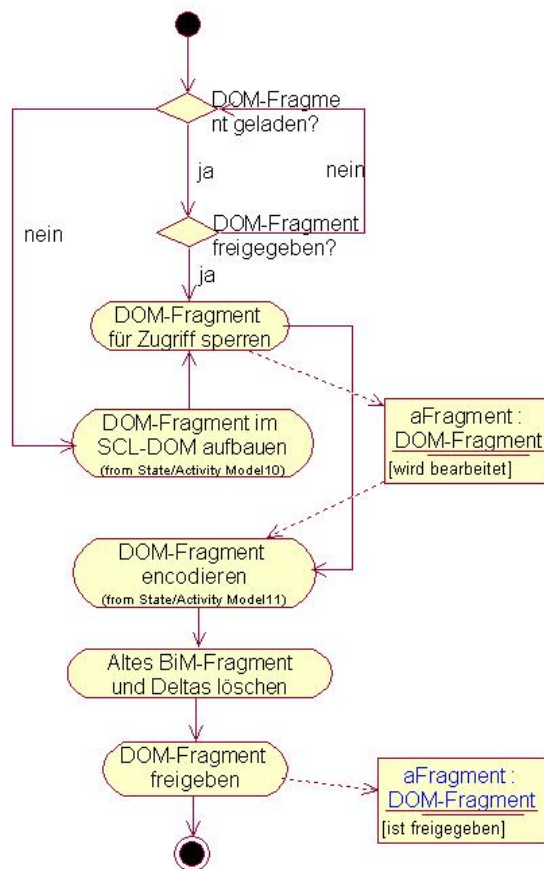 DOM-Fragme
nt geladen?
ja
nein
nein
DOM-Fragment
freigegeben?
ja
DOM-Fragment
für Zugriff sperren
DOM-Fragment im
SCL-DOM aufbauen
(from State/Activity Model10)
aFragment :
DOM-Fragment
[wird bearbeitet]
DOM-Fragment
encodieren
(from State/Activity Model11)
Altes BiM-Fragment
und Deltas löschen
DOM-Fragment
freigeben
aFragment :
DOM-Fragment
[ist freigegeben]